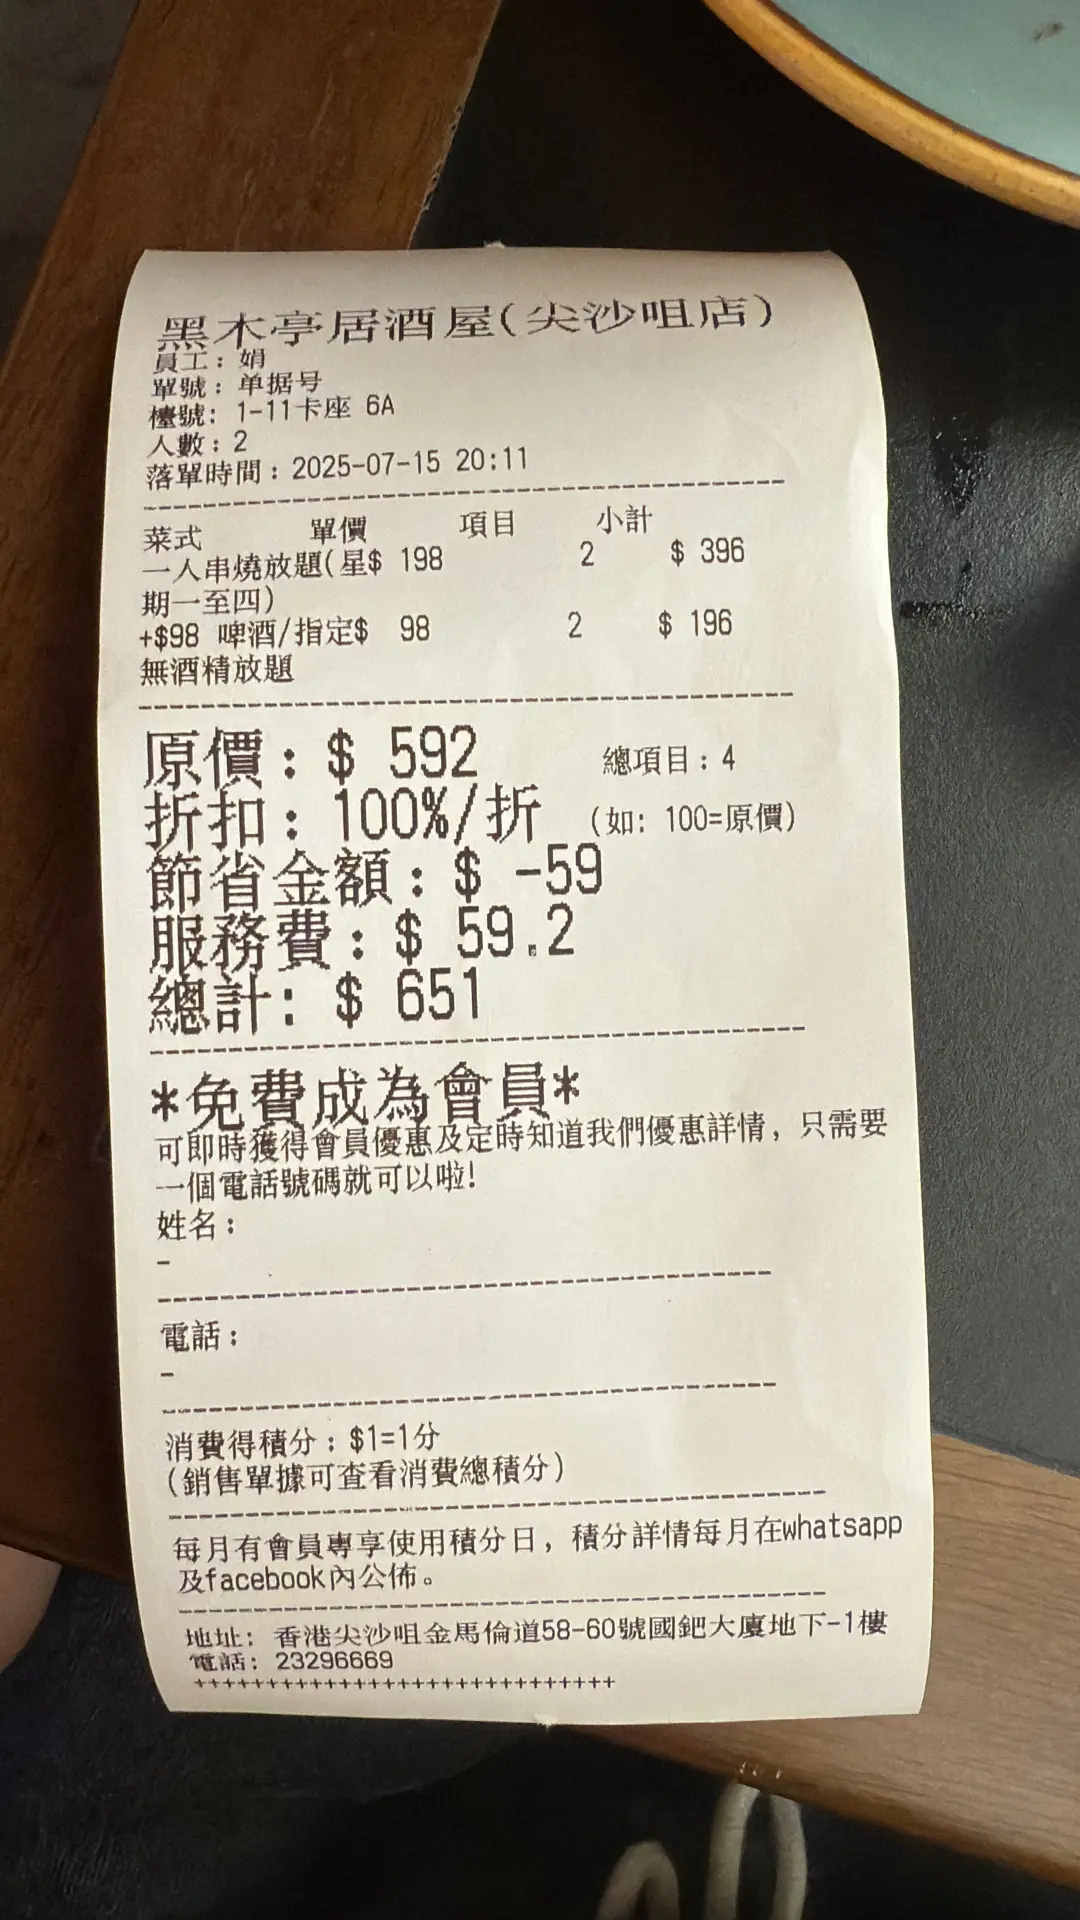 黑木亭居酒屋(尖沙咀店)
員工：娟
單號：单据号
檯號: 1-11卡座 6A
人數：2
落單時間：2025-07-15 20:11
菜式 單價 項目 小計
一人串燒放題(星$ 198 2 $ 396
期一至四)
+$98 啤酒/指定$ 98 2 $ 196
無酒精放題
原價：$ 592 總項目：4
折扣：100%/折 (如: 100=原價)
節省金額：$ -59
服務費：$ 59.2
總計：$ 651
*免費成為會員*
可即時獲得會員優惠及定時知道我們優惠詳情，只需要
一個電話號碼就可以啦!
姓名：
-
電話：
-
消費得積分：$1=1分
(銷售單據可查看消費總積分)
每月有會員專享使用積分日，積分詳情每月在whatsapp
及facebook內公佈。
地址: 香港尖沙咀金馬倫道58-60號國鈀大廈地下-1樓
電話: 23296669
++++++++++++++++++++++++++++++